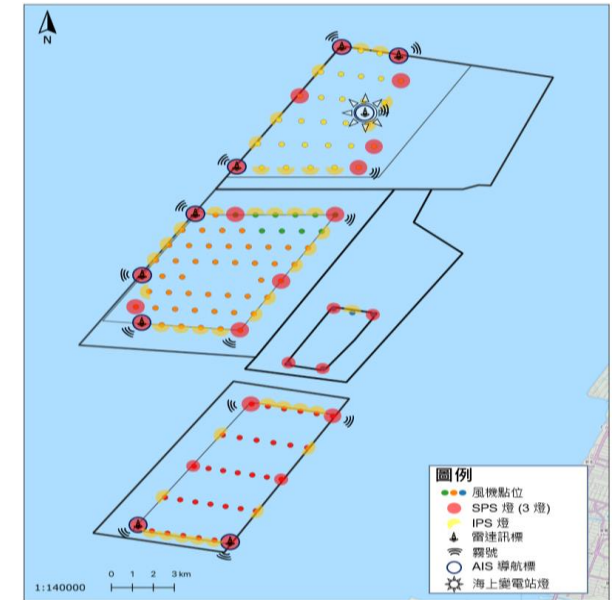 N
圖例
風機點位
SPS 燈 (3 燈)
IPS 燈
雷達訊標
霧號
AIS 導航標
海上變電站燈
1:140000
0 1 2 3 km